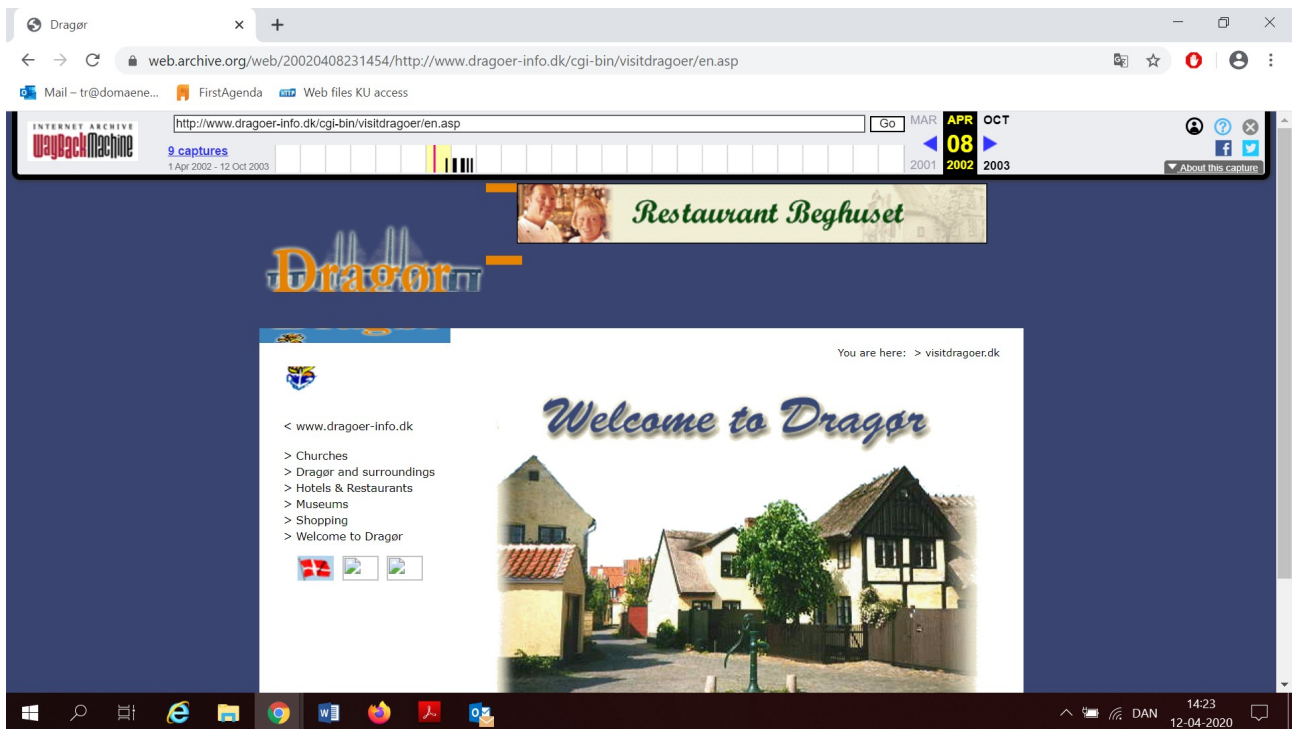 Dragør
web.archive.org/web/20020408231454/http://www.dragoer-info.dk/cgi-bin/visitdragoer/en.asp
Mail – tr@domaene...
FirstAgenda
Web files KU access
INTERNET ARCHIVE
WayBackMachine
http://www.dragoer-info.dk/cgi-bin/visitdragoer/en.asp
Go
MAR APR OCT
9 captures
08
1 Apr 2002 - 12 Oct 2003
2001 2002 2003
About this capture
Restaurant Beghuset
Dragør
You are here: > visitdragoer.dk
Welcome to Dragør
< www.dragoer-info.dk
> Churches
> Dragør and surroundings
> Hotels & Restaurants
> Museums
> Shopping
> Welcome to Dragør
DAN
14:23
12-04-2020